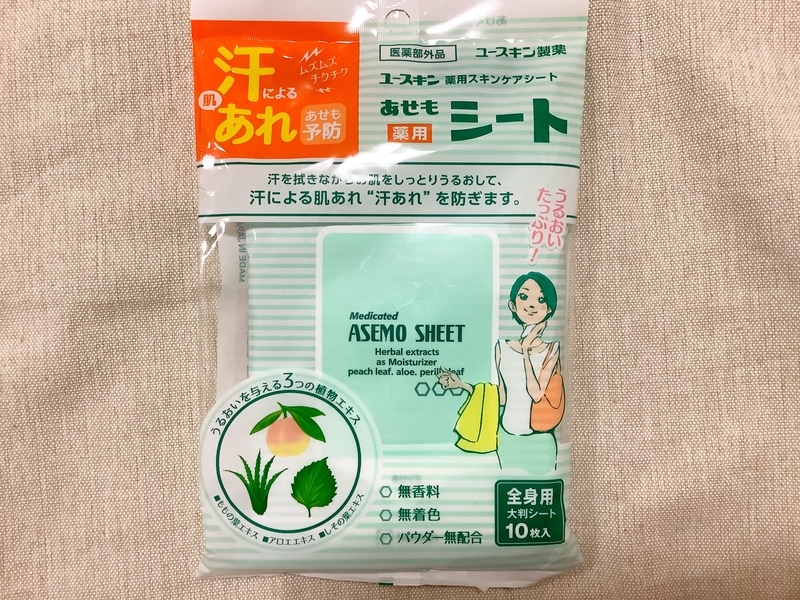 汗による
肌あれ
ムズムズ
チクチク
あせも
予防
医薬部外品
ユースキン製薬
ユースキン 薬用スキンケアシート
あせも
薬用
シート
汗を拭きながらお肌をしっとりうるおして、
汗による肌あれ“汗あれ”を防ぎます。
うるおい
たっぷり！
MADE IN JAPAN
Medicated
ASEMO SHEET
Herbal extracts
as Moisturizer
peach leaf. aloe. perilla leaf
うるおいを与える3つの植物エキス
■ももの葉エキス ■アロエエキス ■しその葉エキス
無香料
無着色
パウダー無配合
全身用
大判シート
10枚入